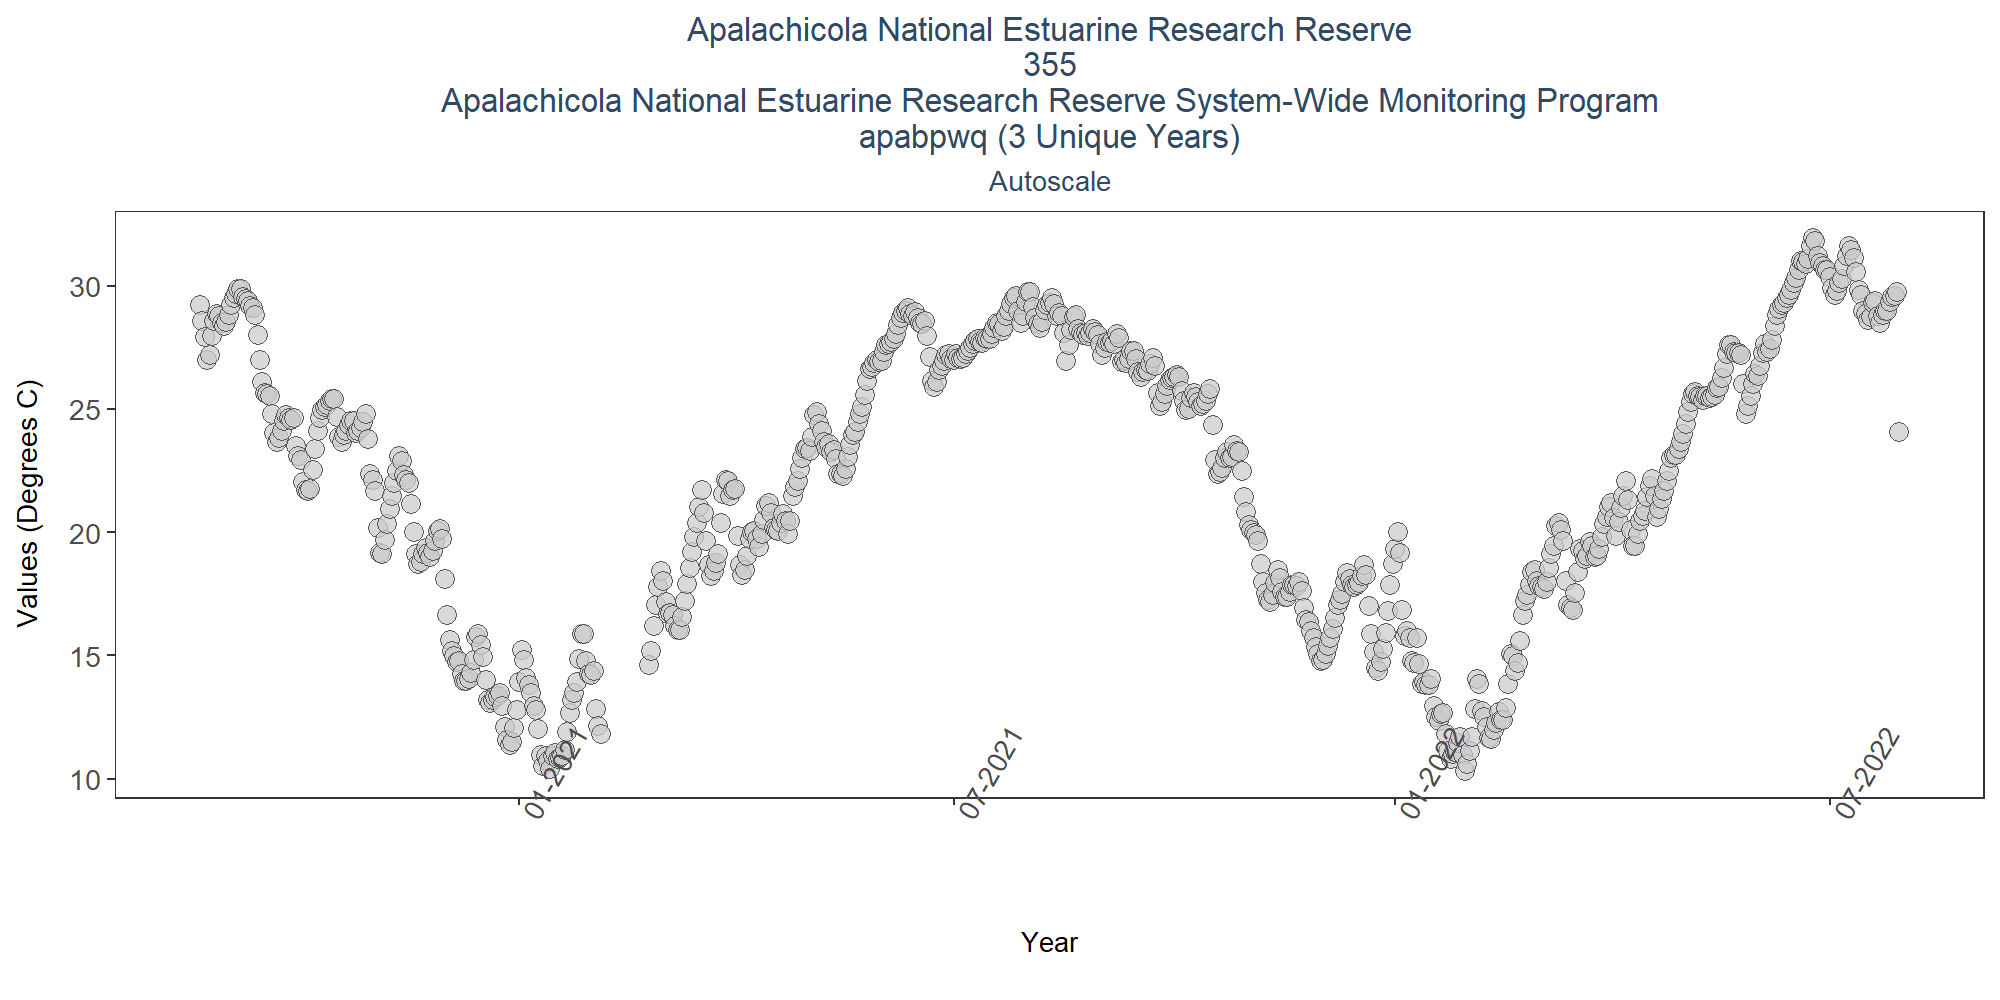 Apalachicola National Estuarine Research Reserve
355
Apalachicola National Estuarine Research Reserve System-Wide Monitoring Program
apabpwq (3 Unique Years)
Autoscale
Values (Degrees C)
30
25
20
15
10
01-2021
07-2021
01-2022
07-2022
Year